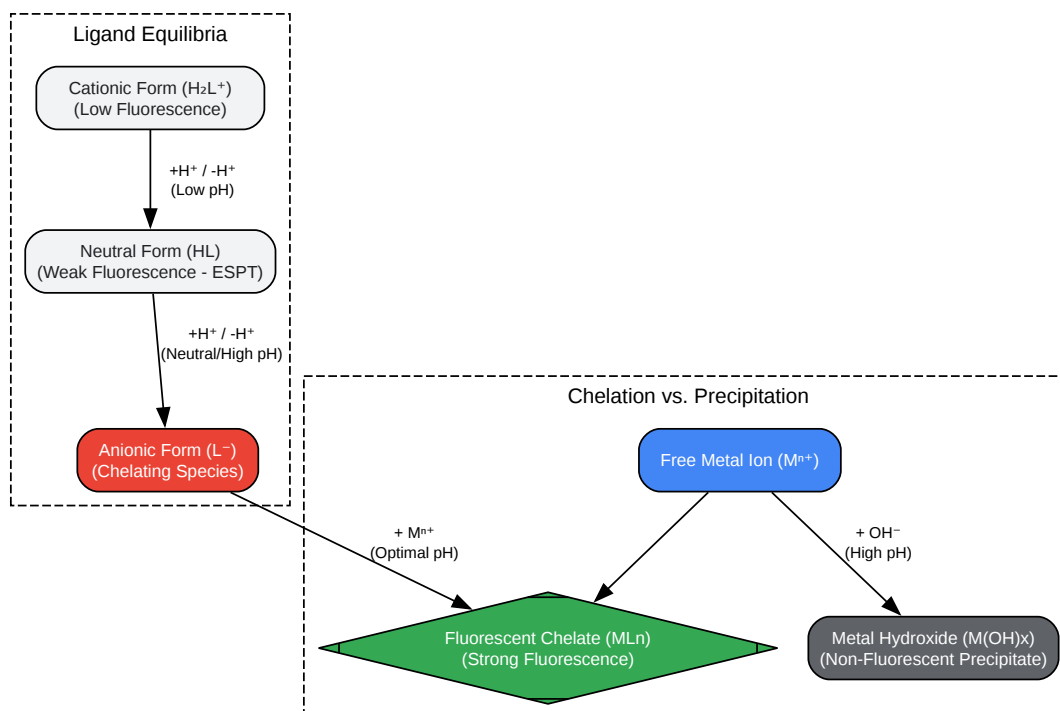 Ligand Equilibria
Cationic Form (H₂L⁺)
(Low Fluorescence)
+H⁺ / -H⁺
(Low pH)
Neutral Form (HL)
(Weak Fluorescence - ESPT)
+H⁺ / -H⁺
(Neutral/High pH)
Anionic Form (L⁻)
(Chelating Species)
Chelation vs. Precipitation
Free Metal Ion (Mⁿ⁺)
+ Mⁿ⁺
(Optimal pH)
+ OH⁻
(High pH)
Fluorescent Chelate (MLn)
(Strong Fluorescence)
Metal Hydroxide (M(OH)x)
(Non-Fluorescent Precipitate)